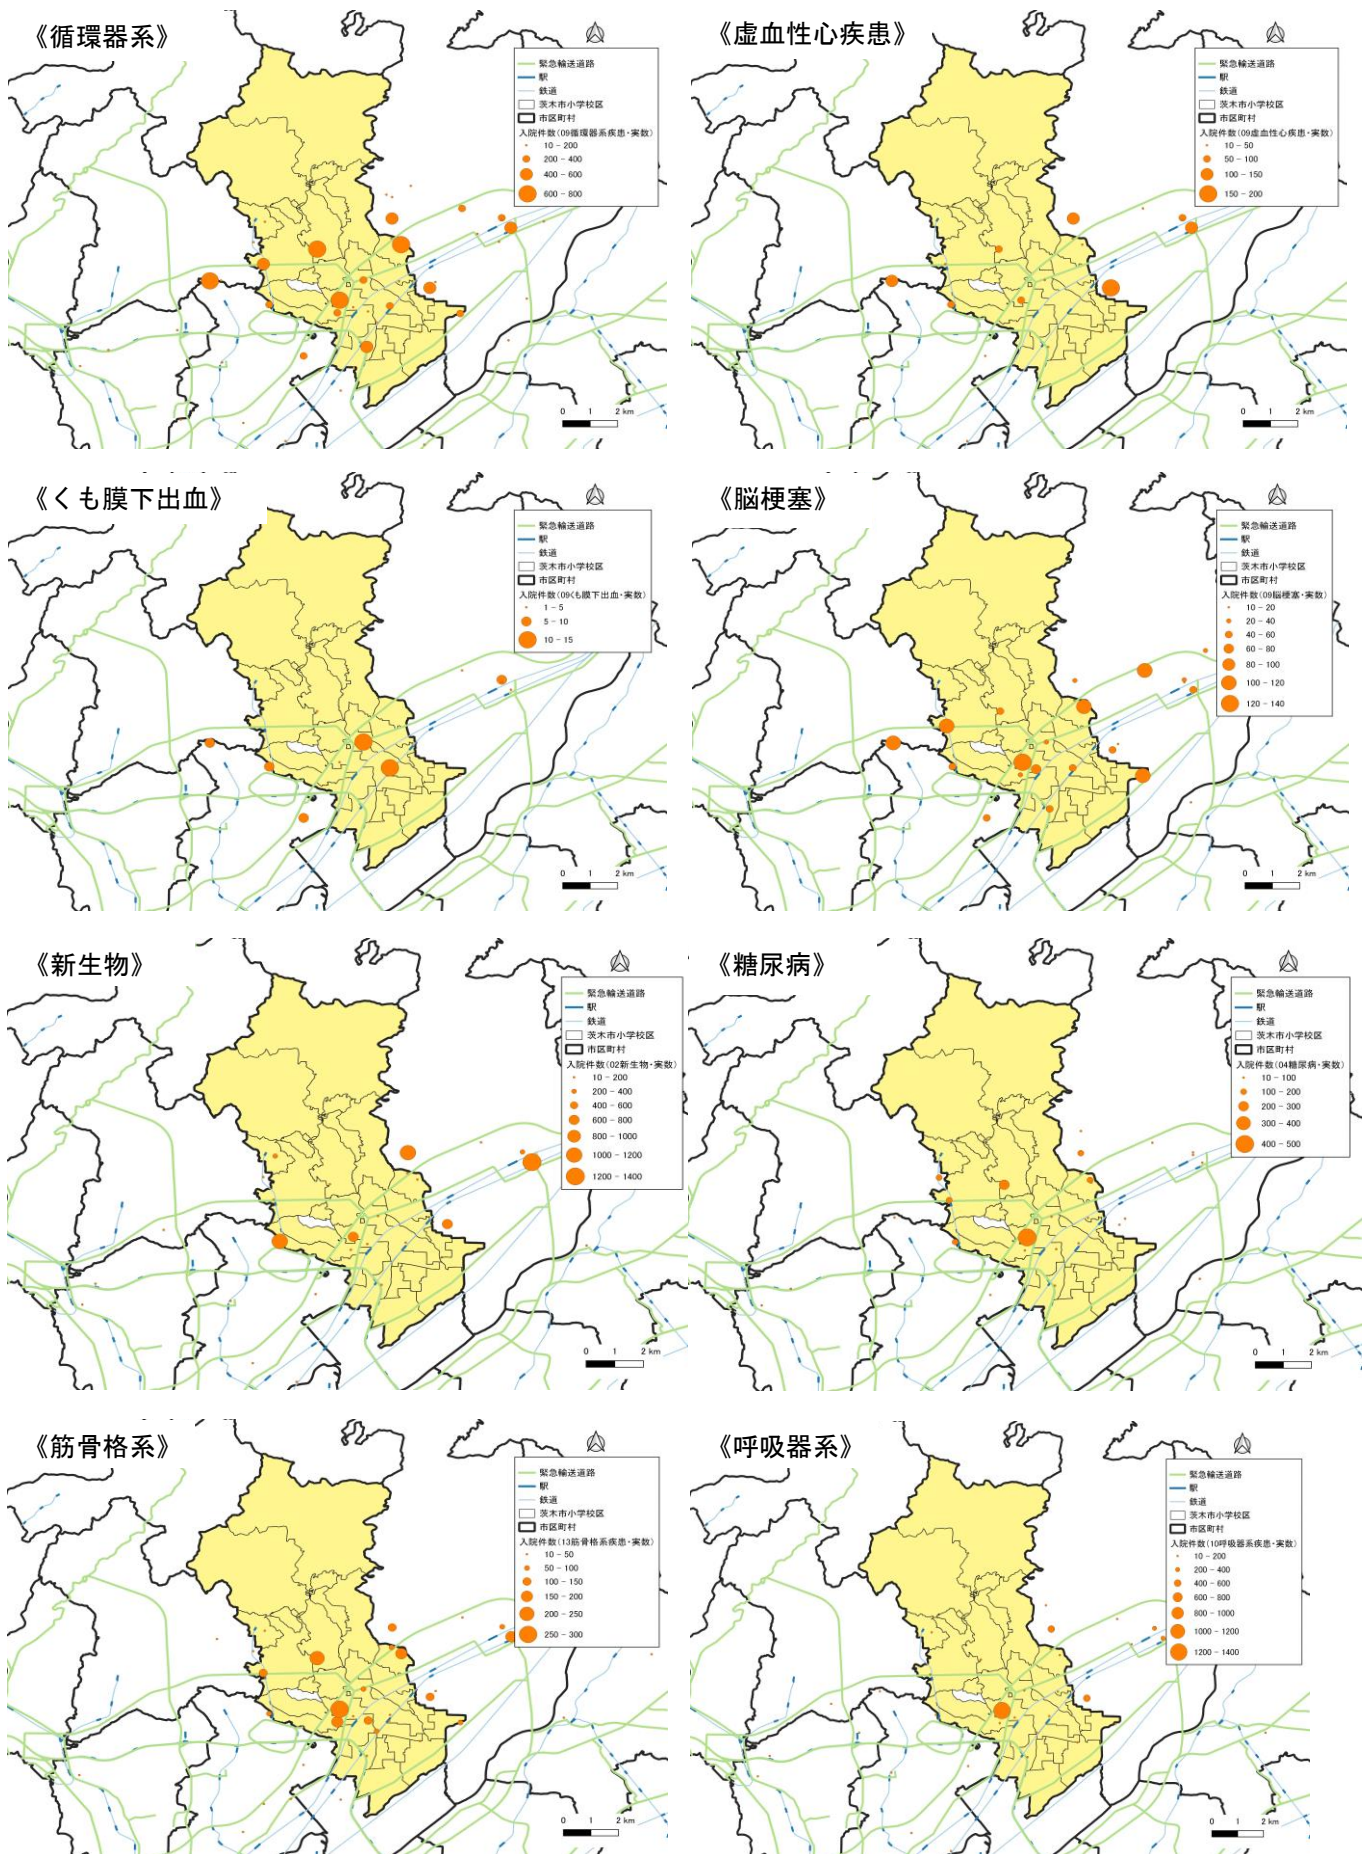 《循環器系》
緊急輸送道路
駅
鉄道
茨木市小学校区
市区町村
入院件数(09循環器系疾患・実数)
10 - 200
200 - 400
400 - 600
600 - 800
0 1 2 km
《虚血性心疾患》
緊急輸送道路
駅
鉄道
茨木市小学校区
市区町村
入院件数(09虚血性心疾患・実数)
10 - 50
50 - 100
100 - 150
150 - 200
0 1 2 km
《くも膜下出血》
緊急輸送道路
駅
鉄道
茨木市小学校区
市区町村
入院件数(09くも膜下出血・実数)
1 - 5
5 - 10
10 - 15
0 1 2 km
《脳梗塞》
緊急輸送道路
駅
鉄道
茨木市小学校区
市区町村
入院件数(09脳梗塞・実数)
10 - 20
20 - 40
40 - 60
60 - 80
80 - 100
100 - 120
120 - 140
0 1 2 km
《新生物》
緊急輸送道路
駅
鉄道
茨木市小学校区
市区町村
入院件数(02新生物・実数)
10 - 200
200 - 400
400 - 600
600 - 800
800 - 1000
1000 - 1200
1200 - 1400
0 1 2 km
《糖尿病》
緊急輸送道路
駅
鉄道
茨木市小学校区
市区町村
入院件数(04糖尿病・実数)
10 - 100
100 - 200
200 - 300
300 - 400
400 - 500
0 1 2 km
《筋骨格系》
緊急輸送道路
駅
鉄道
茨木市小学校区
市区町村
入院件数(13筋骨格系疾患・実数)
10 - 50
50 - 100
100 - 150
150 - 200
200 - 250
250 - 300
0 1 2 km
《呼吸器系》
緊急輸送道路
駅
鉄道
茨木市小学校区
市区町村
入院件数(10呼吸器系疾患・実数)
10 - 200
200 - 400
400 - 600
600 - 800
800 - 1000
1000 - 1200
1200 - 1400
0 1 2 km